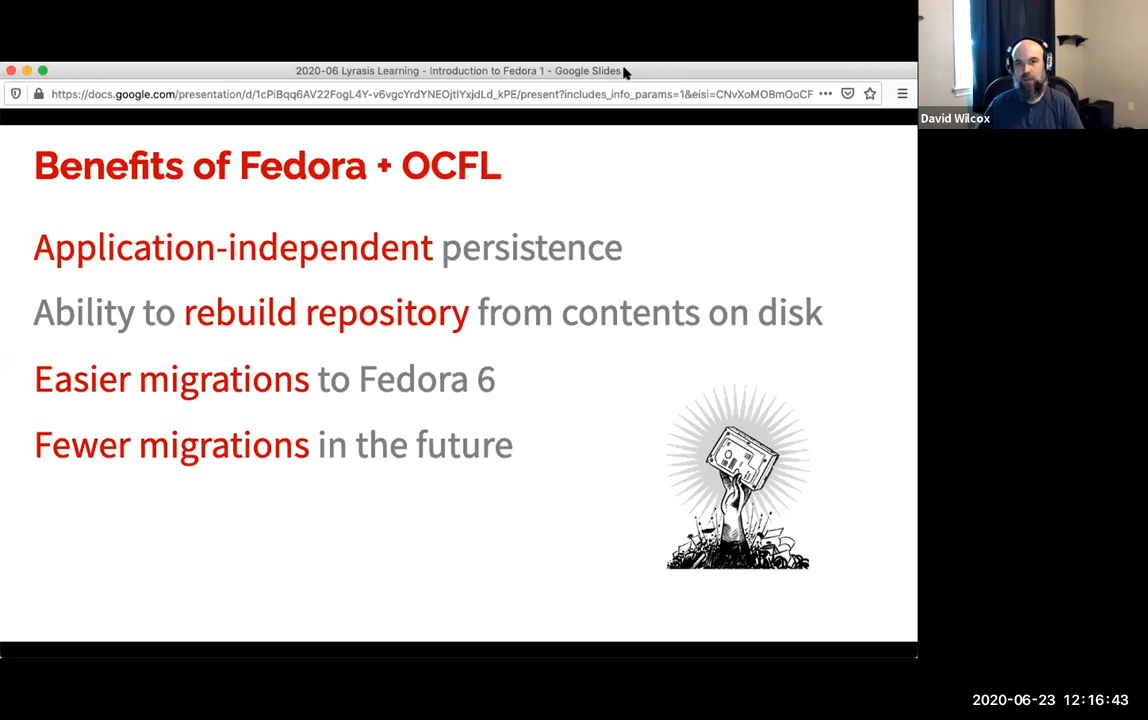 2020-06 Lyrasis Learning - Introduction to Fedora 1 - Google Slides
https://docs.google.com/presentation/d/1cPiBqq6AV22FogL4Y-v6vgcYrdYNEOjtlYxjdLd_kPE/present?includes_info_params=1&eisi=CNvXoMOBmOoCF
David Wilcox
Benefits of Fedora + OCFL
Application-independent persistence
Ability to rebuild repository from contents on disk
Easier migrations to Fedora 6
Fewer migrations in the future
2020-06-23 12:16:43